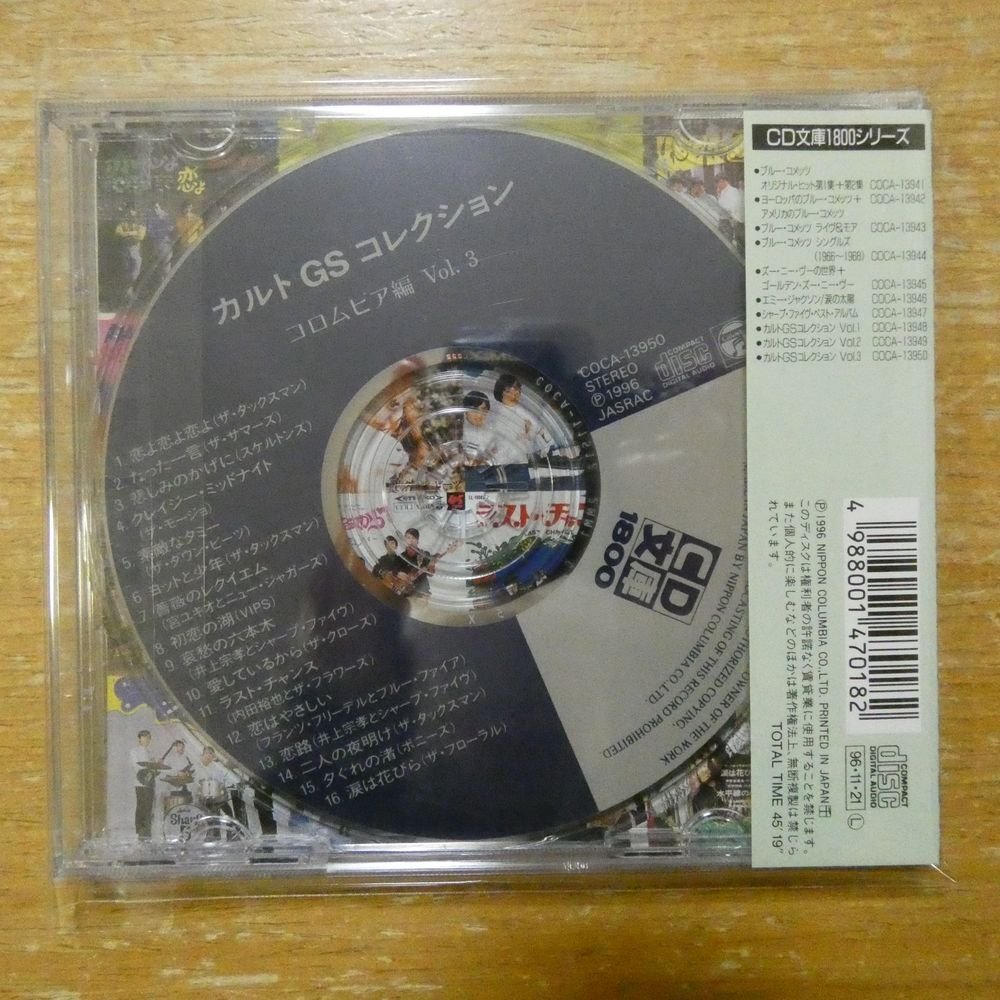 カルトGSコレクション
コロムビア編 Vol. 3
COCA-13950
STEREO
Ⓟ1996
JASRAC
COMPACT
disc
DIGITAL AUDIO
1. 恋よ恋よ恋よ(ザ・タックスマン)
2. たった一言(ザ・サマーズ)
3. 悲しみのかげに(スケルトンズ)
4. クレイジー・ミッドナイト
(ザ・モージョ)
5. 素敵なタミー
(ザ・ダウン・ビーツ)
6. ヨットと少年(ザ・タックスマン)
7. 薔薇のレクイエム
(宮ユキオとニュー・ジャガーズ)
8. 初恋の湖(VIPS)
9. 哀愁の六本木
(井上宗孝とシャープ・ファイヴ)
10. 愛しているから(ザ・クローズ)
11. ラスト・チャンス
(内田裕也とザ・フラワーズ)
12. 恋はやさしい
(フランツ・フリーデルとブルー・ファイア)
13. 恋路(井上宗孝とシャープ・ファイヴ)
14. 二人の夜明け(ザ・タックスマン)
15. 夕ぐれの渚(ボニーズ)
16. 涙は花びら(ザ・フローラル)
CD
文庫
1800
OWNER OF THE WORK
OF THIS RECORD PROHIBITED
JAPAN BY NIPPON COLUMBIA CO.,LTD.
CD文庫1800シリーズ
●ブルー・コメッツ
オリジナル・ヒット第1集+第2集 COCA-13941
●ヨーロッパのブルー・コメッツ+ COCA-13942
アメリカのブルー・コメッツ
●ブルー・コメッツ ライヴ&モア COCA-13943
●ブルー・コメッツ シングルズ
(1966〜1968) COCA-13944
●ズー・ニー・ヴーの世界+
ゴールデン・ズー・ニー・ヴー COCA-13945
●エミー・ジャクソン/涙の太陽 COCA-13946
●シャープ・ファイヴ・ベスト・アルバム COCA-13947
●カルトGSコレクション Vol.1 COCA-13948
●カルトGSコレクション Vol.2 COCA-13949
●カルトGSコレクション Vol.3 COCA-13950
4 988001 470182
COMPACT
disc
DIGITAL AUDIO
96・11・21
L
Ⓟ1996 NIPPON COLUMBIA CO.,LTD. PRINTED IN JAPAN
このディスクは権利者の許諾なく賃貸業に使用することを禁じます。
また個人的に楽しむなどのほかは著作権法上、無断複製は禁じら
れています。
TOTAL TIME 45′19″